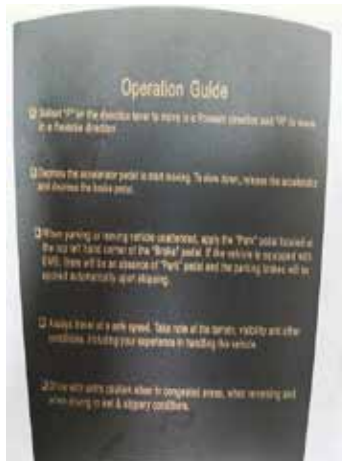 Operation Guide
❑ Select "F" on the direction lever to move in a Forward direction and "R" to move
in a Reverse direction
❑ Depress the accelerator pedal to start moving. To slow down, release the accelerator
and depress the brake pedal.
❑ When parking or leaving vehicle unattended, apply the "Park" pedal located at
the top left hand corner of the "Brake" pedal. If the vehicle is equipped with
EMB, there will be an absence of "Park" pedal and the parking brakes will be
applied automatically upon stopping.
❑ Always travel at a safe speed. Take note of the terrain, visibility and other
conditions, including your experience in handling the vehicle.
❑ Drive with extra caution when in congested areas, when reversing and
when driving in wet & slippery conditions.